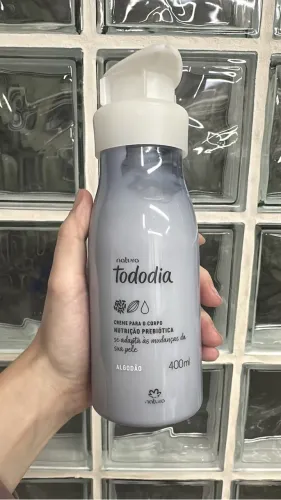 natura
tododia
CREME PARA O CORPO
NUTRIÇÃO PREBIÓTICA
se adapta às mudanças da
sua pele
400ml
ALGODÃO
natura